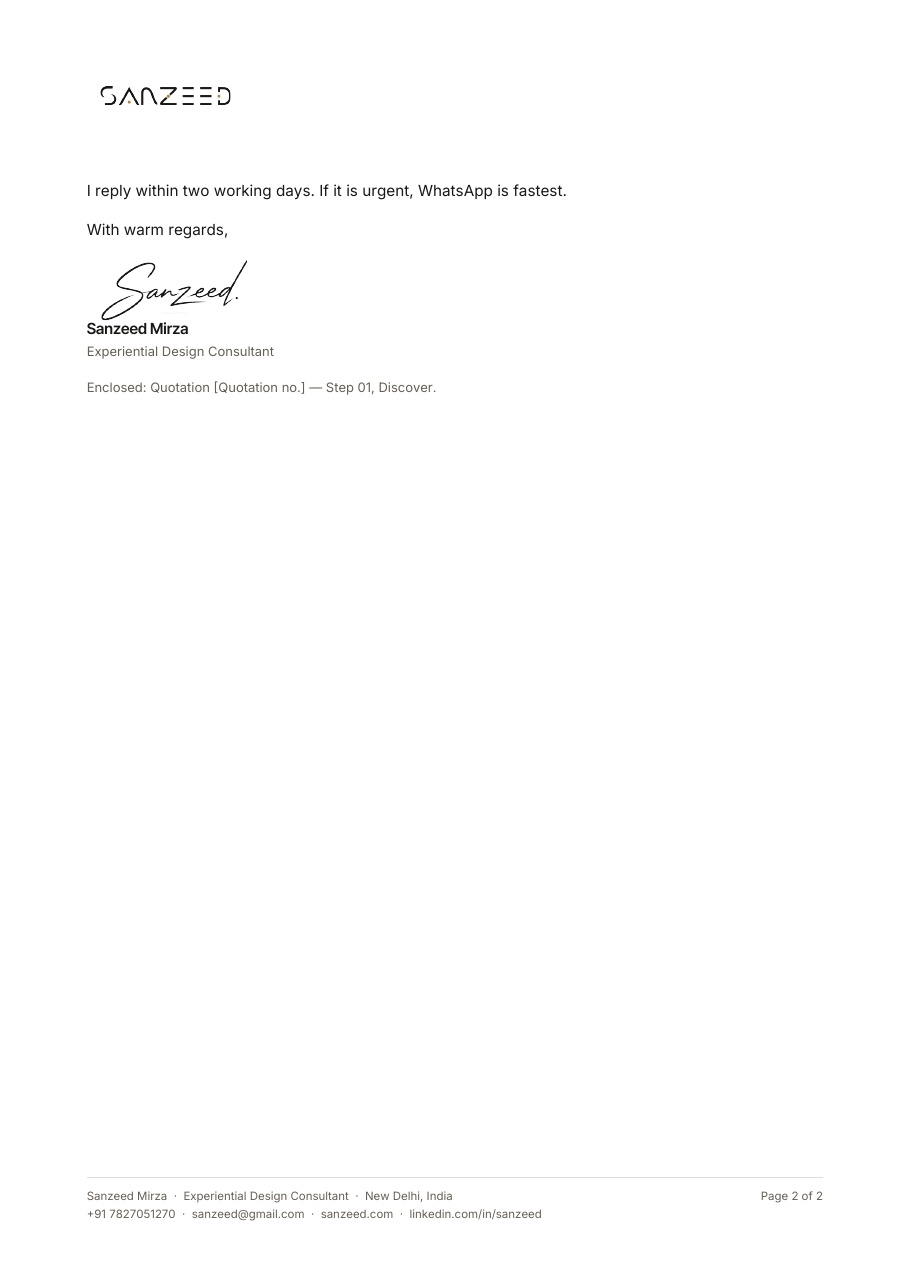 SANZEED
I reply within two working days. If it is urgent, WhatsApp is fastest.
With warm regards,
Sanzeed.
Sanzeed Mirza
Experiential Design Consultant
Enclosed: Quotation [Quotation no.] — Step 01, Discover.
Sanzeed Mirza · Experiential Design Consultant · New Delhi, India
Page 2 of 2
+91 7827051270 · sanzeed@gmail.com · sanzeed.com · linkedin.com/in/sanzeed